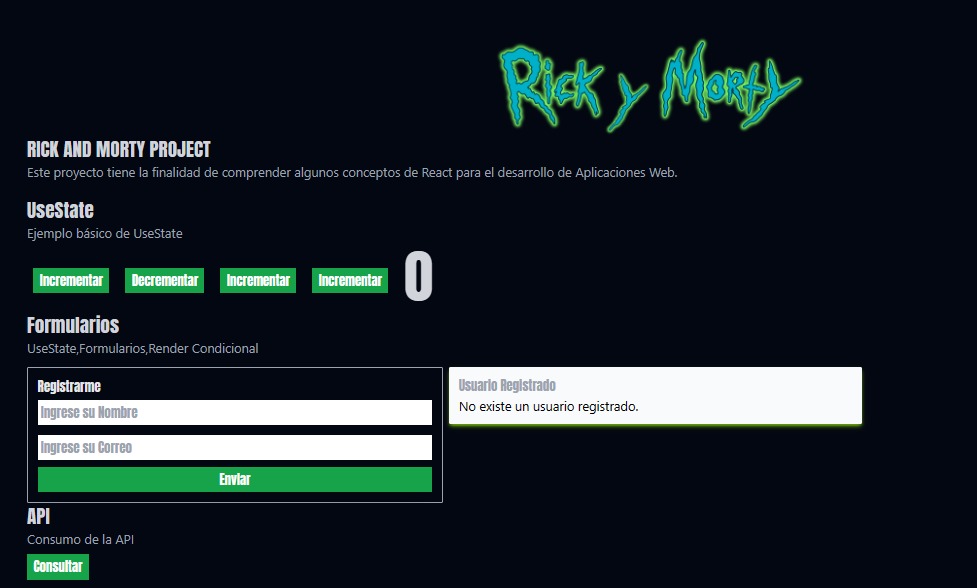 Rick y Morty
RICK AND MORTY PROJECT
Este proyecto tiene la finalidad de comprender algunos conceptos de React para el desarrollo de Aplicaciones Web.
UseState
Ejemplo básico de UseState
Incrementar Decrementar Incrementar Incrementar 0
Formularios
UseState,Formularios,Render Condicional
Registrarme
Ingrese su Nombre
Ingrese su Correo
Enviar
Usuario Registrado
No existe un usuario registrado.
API
Consumo de la API
Consultar